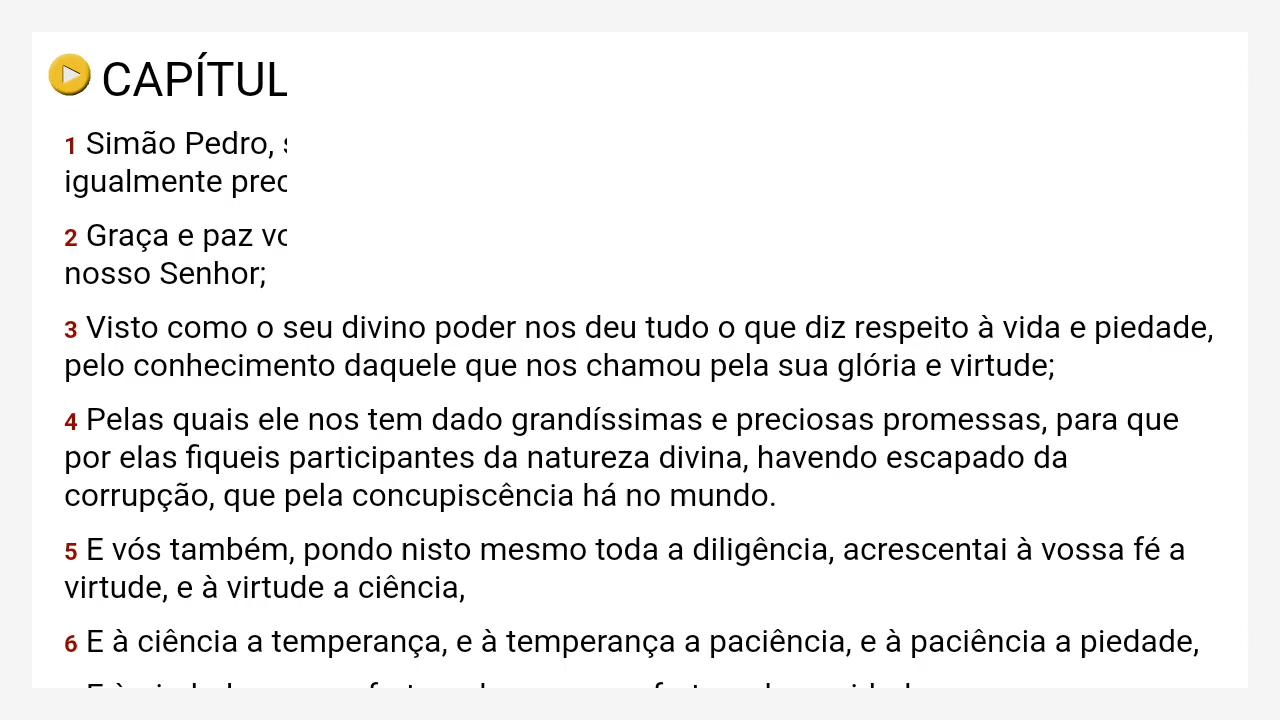 CAPÍTUL
1 Simão Pedro,
igualmente prec
2 Graça e paz vo
nosso Senhor;
3 Visto como o seu divino poder nos deu tudo o que diz respeito à vida e piedade,
pelo conhecimento daquele que nos chamou pela sua glória e virtude;
4 Pelas quais ele nos tem dado grandíssimas e preciosas promessas, para que
por elas fiqueis participantes da natureza divina, havendo escapado da
corrupção, que pela concupiscência há no mundo.
5 E vós também, pondo nisto mesmo toda a diligência, acrescentai à vossa fé a
virtude, e à virtude a ciência,
6 E à ciência a temperança, e à temperança a paciência, e à paciência a piedade,